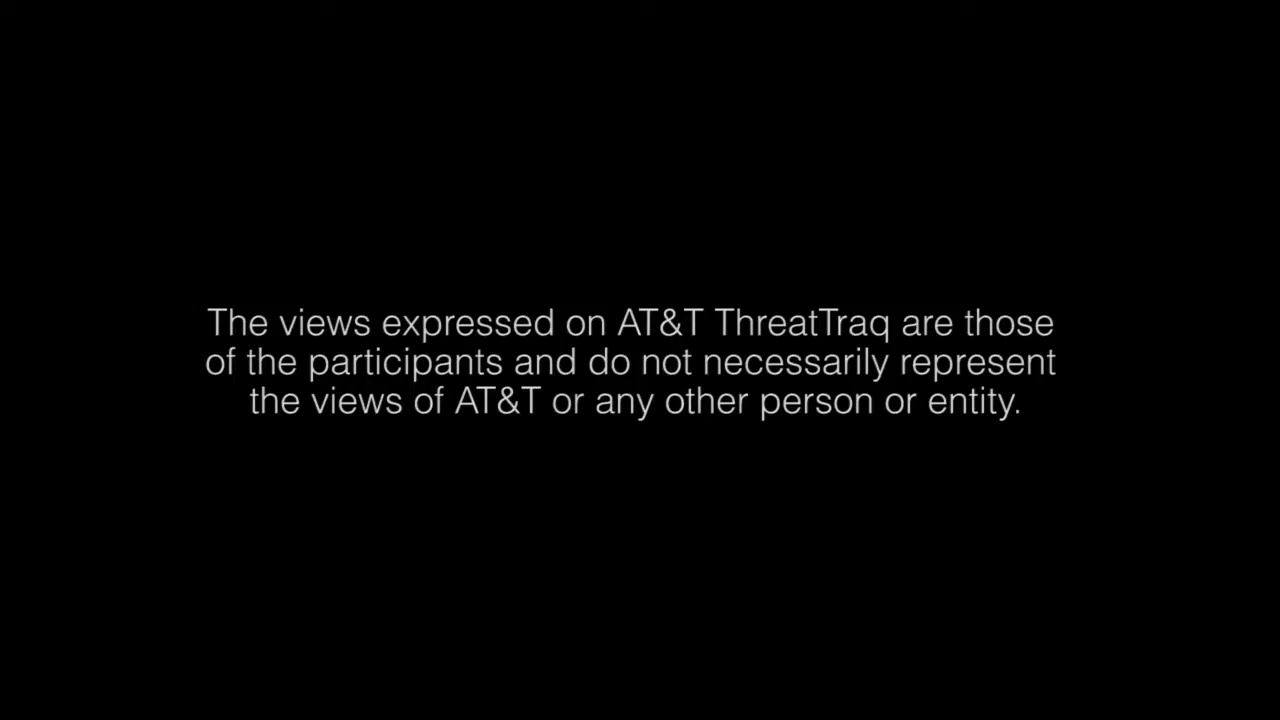 The views expressed on AT&T ThreatTraq are those
of the participants and do not necessarily represent
the views of AT&T or any other person or entity.